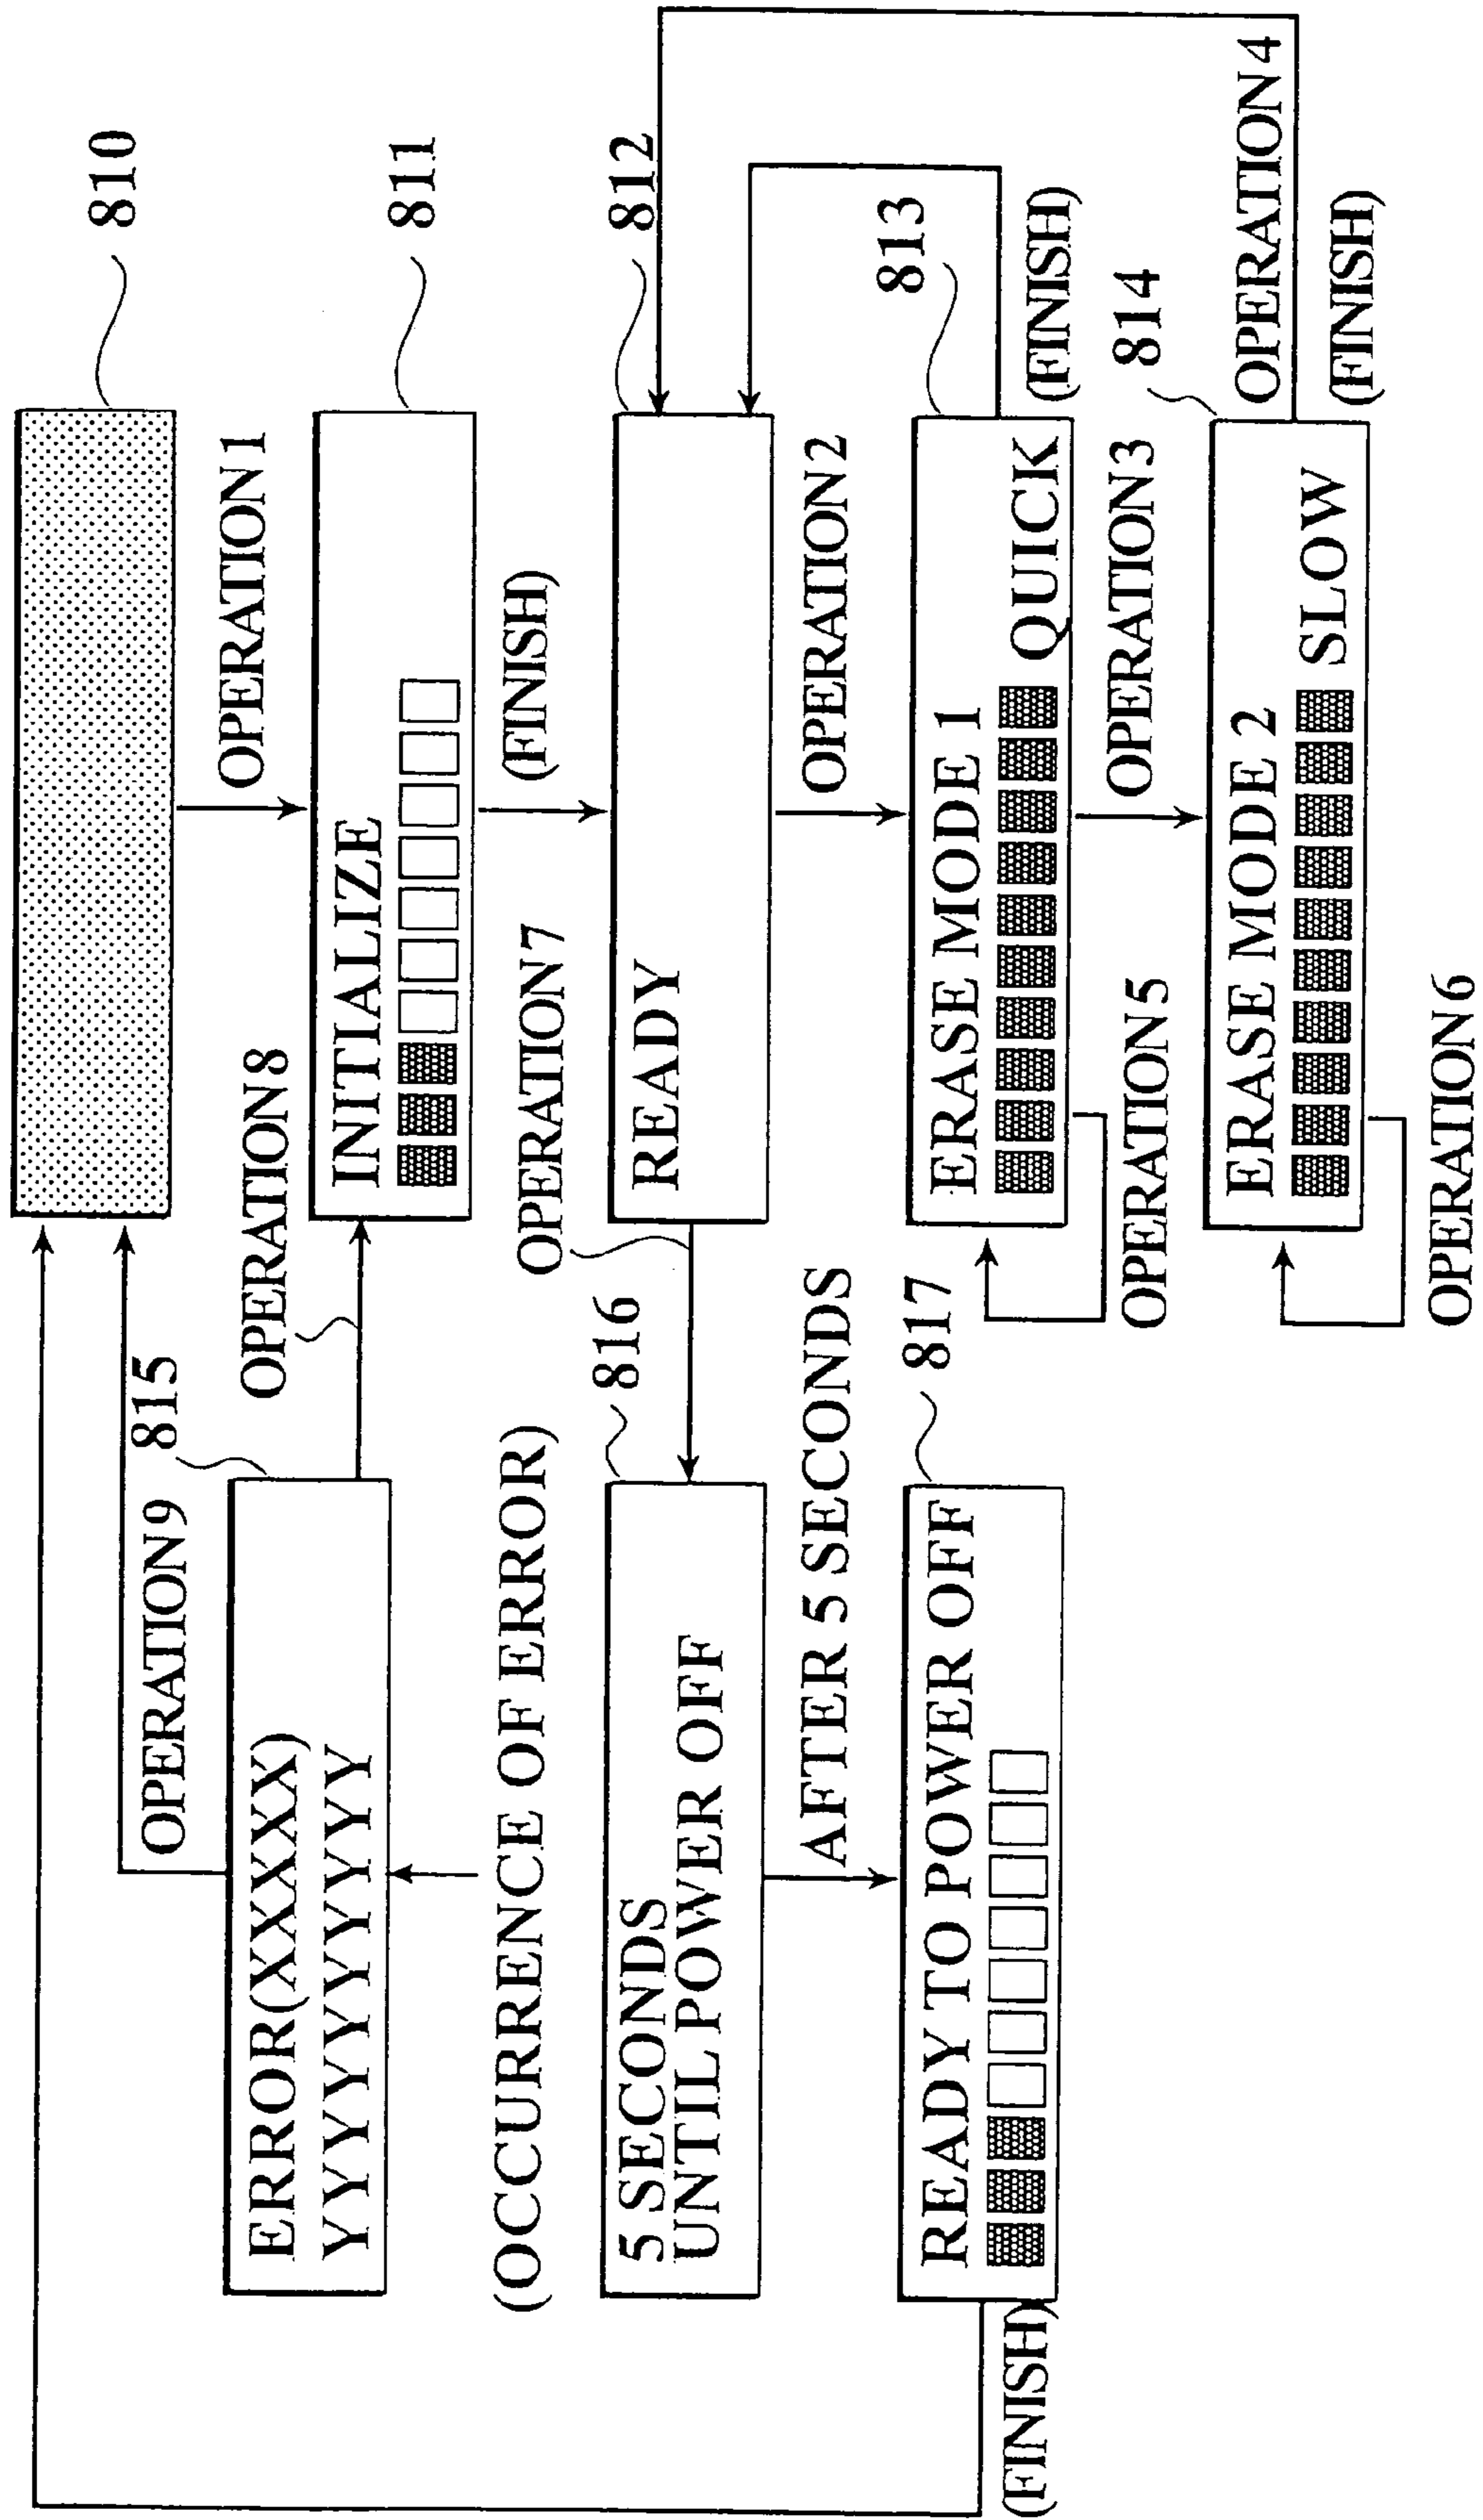 810
OPERATION 1
OPERATION 8
INITIALIZE
811
(FINISH)
OPERATION 7
READY
812
OPERATION 2
ERASE MODE 1
QUICK
813
(FINISH)
OPERATION 5
OPERATION 3
814
OPERATION 4
(FINISH)
ERASE MODE 2
SLOW
OPERATION 6
OPERATION 9
815
ERROR(XXXXX)
YYYYYYYYYY
(OCCURRENCE OF ERROR)
816
5 SECONDS
UNTIL POWER OFF
AFTER 5 SECONDS
817
READY TO POWER OFF
(FINISH)